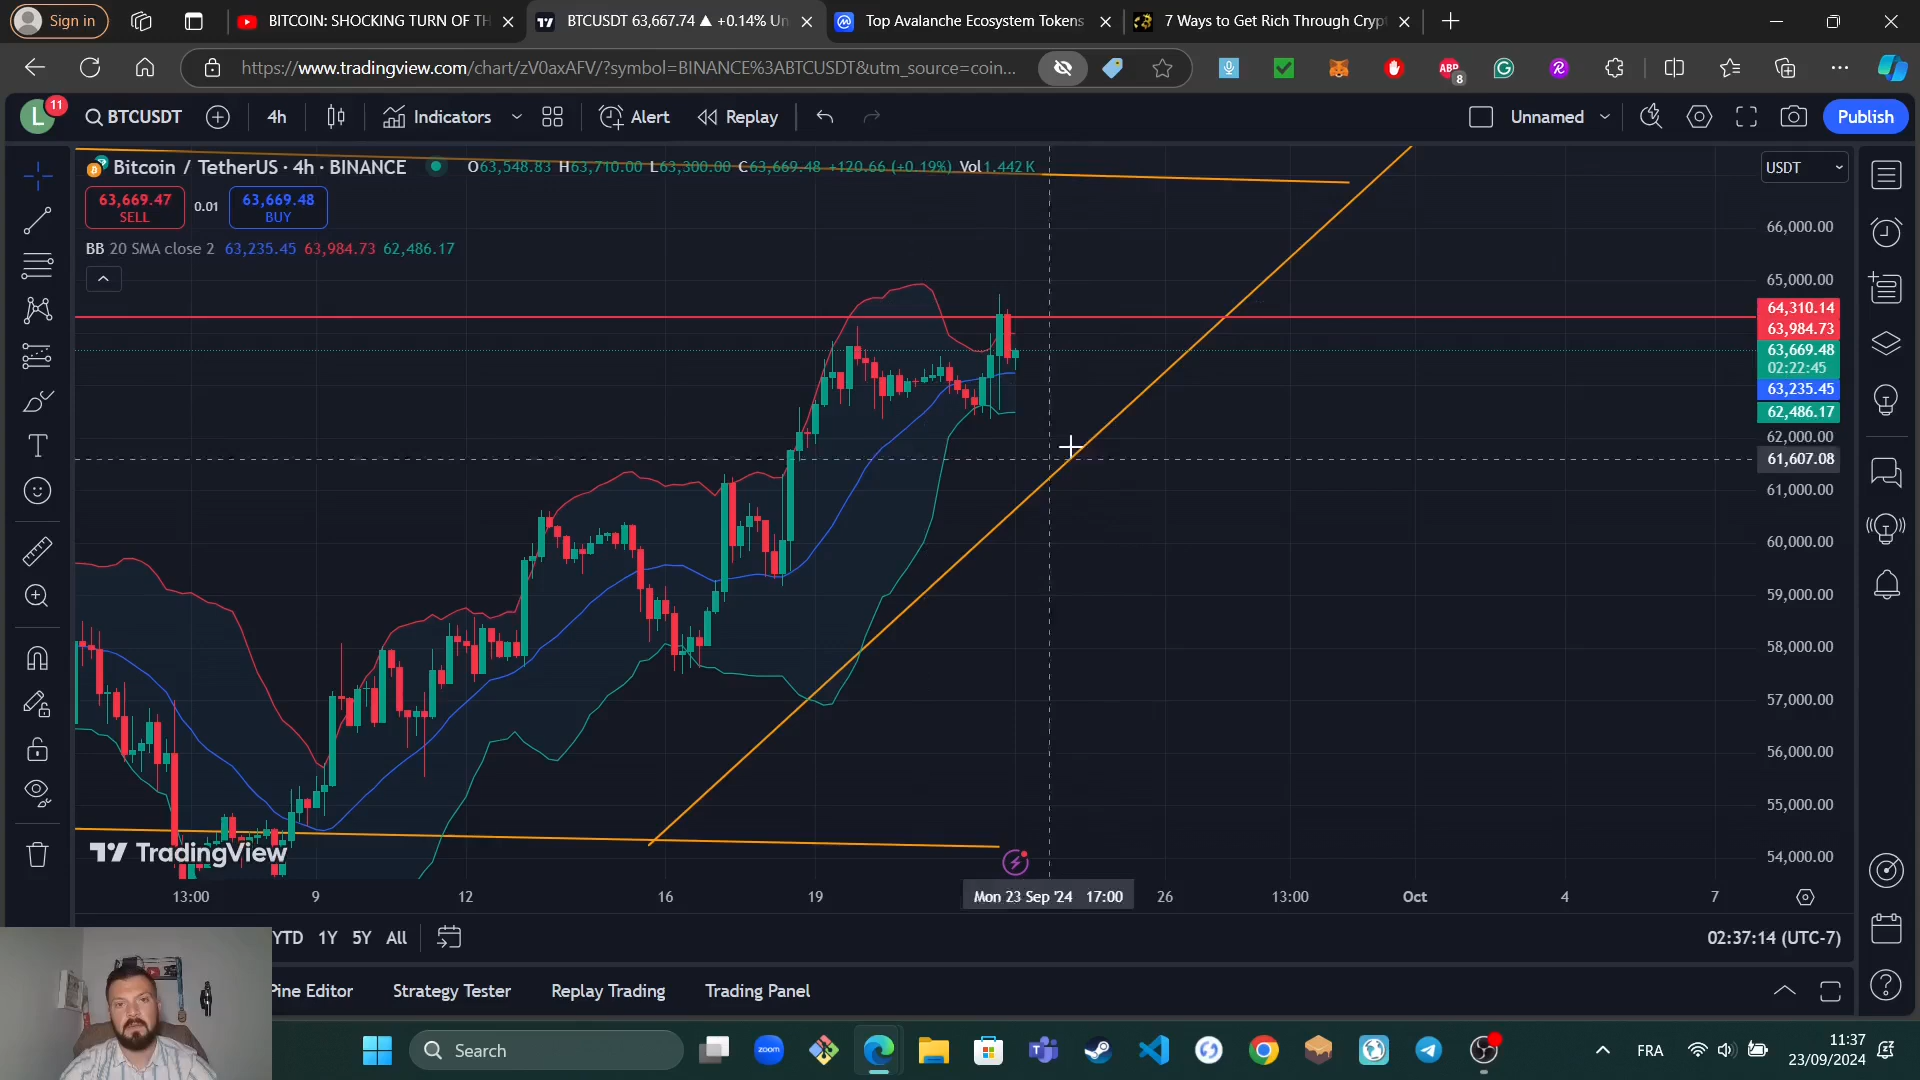 Sign in
BITCOIN: SHOCKING TURN OF TH
BTCUSDT 63,667.74 ▲ +0.14% Un
Top Avalanche Ecosystem Tokens
7 Ways to Get Rich Through Cryp
https://www.tradingview.com/chart/zV0axAFV/?symbol=BINANCE%3ABTCUSDT&utm_source=coin...
ABP
8
L
11
BTCUSDT
4h
Indicators
Alert
Replay
Unnamed
Publish
Bitcoin / TetherUS · 4h · BINANCE
O63,548.83 H63,710.00 L63,300.00 C63,669.48 +120.66 (+0.19%) Vol1.442 K
USDT
63,669.47
SELL
0.01
63,669.48
BUY
BB 20 SMA close 2 63,235.45 63,984.73 62,486.17
66,000.00
65,000.00
64,310.14
63,984.73
63,669.48
02:22:45
63,235.45
62,486.17
62,000.00
61,607.08
61,000.00
60,000.00
59,000.00
58,000.00
57,000.00
56,000.00
55,000.00
54,000.00
TradingView
13:00
9
12
16
19
Mon 23 Sep '24 17:00
26
13:00
Oct
4
7
YTD
1Y
5Y
All
02:37:14 (UTC-7)
Pine Editor
Strategy Tester
Replay Trading
Trading Panel
Search
zoom
FRA
11:37
23/09/2024